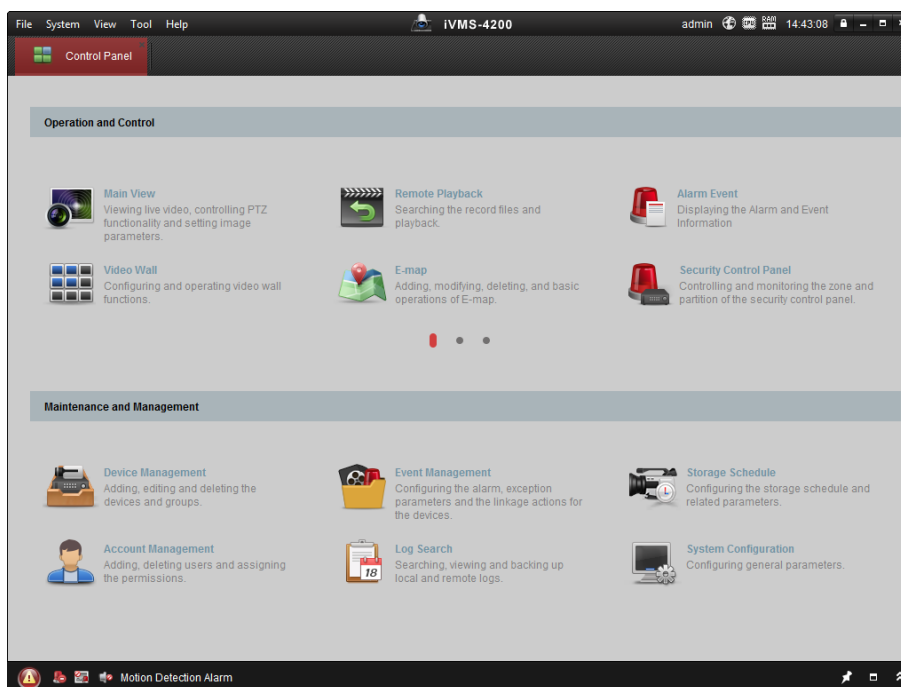 File System View Tool Help iVMS-4200 admin CPU RAM 14:43:08
Control Panel
Operation and Control
Main View
Viewing live video, controlling PTZ
functionality and setting image
parameters.
Remote Playback
Searching the record files and
playback.
Alarm Event
Displaying the Alarm and Event
Information
Video Wall
Configuring and operating video wall
functions.
E-map
Adding, modifying, deleting, and basic
operations of E-map.
Security Control Panel
Controlling and monitoring the zone and
partition of the security control panel.
Maintenance and Management
Device Management
Adding, editing and deleting the
devices and groups.
Event Management
Configuring the alarm, exception
parameters and the linkage actions for
the devices.
Storage Schedule
Configuring the storage schedule and
related parameters.
Account Management
Adding, deleting users and assigning
the permissions.
18
Log Search
Searching, viewing and backing up
local and remote logs.
System Configuration
Configuring general parameters.
Motion Detection Alarm